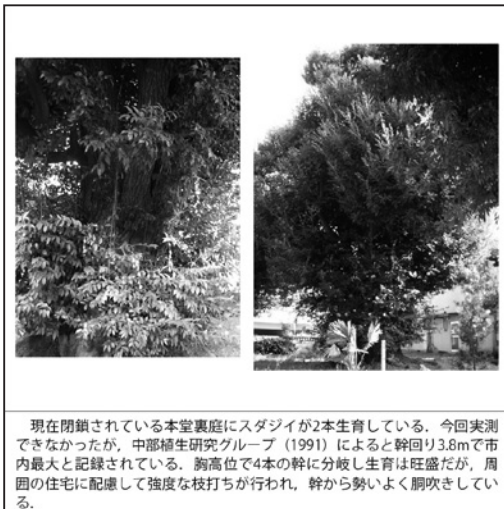 現在閉鎖されている本堂裏庭にスダジイが2本生育している．今回実測
できなかったが，中部植生研究グループ（1991）によると幹回り3.8mで市
内最大と記録されている．胸高位で4本の幹に分岐し生育は旺盛だが，周
囲の住宅に配慮して強度な枝打ちが行われ，幹から勢いよく胴吹きしてい
る．